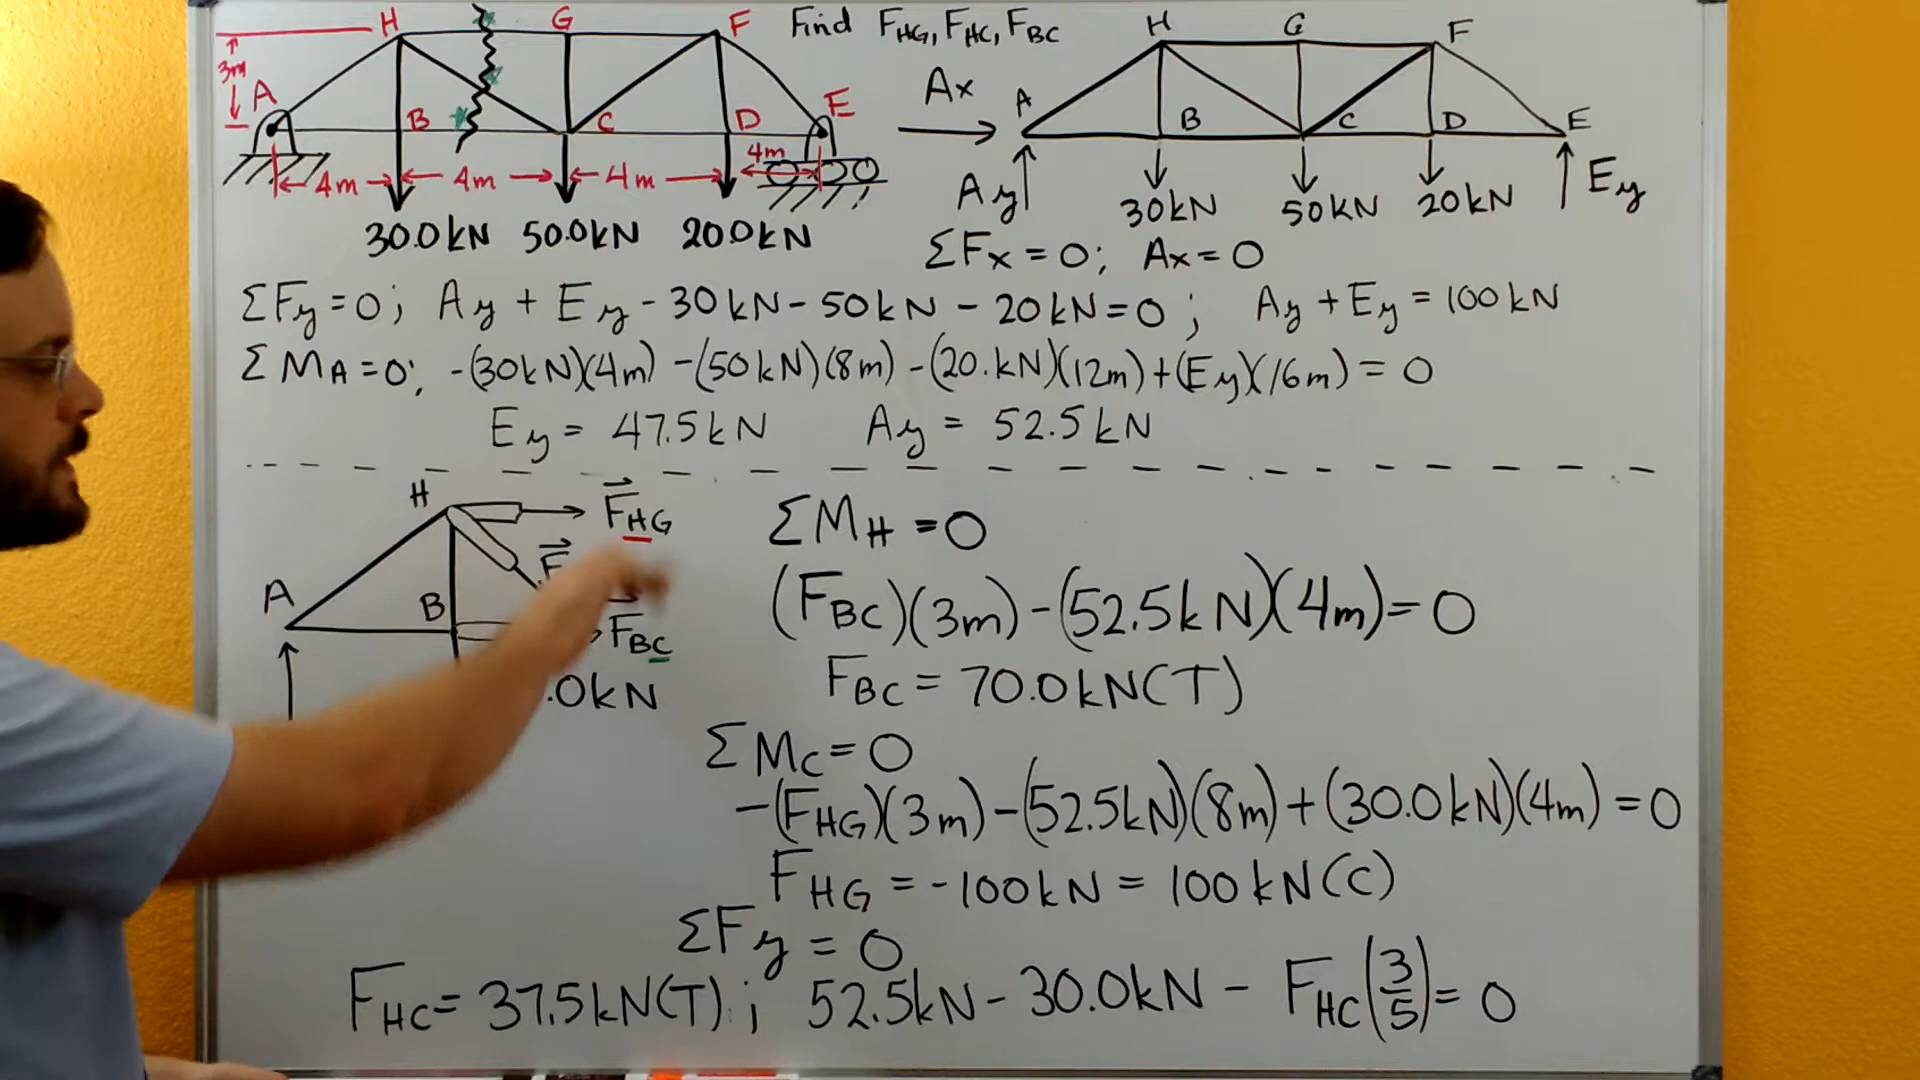 H G F Find F_HG, F_HC, F_BC
3m A B C D E
4m 4m 4m 4m
30.0kN 50.0kN 20.0kN
H G F
Ax A B C D E
Ay 30kN 50kN 20kN Ey
ΣFx = 0; Ax = 0
ΣFy = 0; Ay + Ey - 30kN - 50kN - 20kN = 0; Ay + Ey = 100kN
ΣM_A = 0; -(30kN)(4m) - (50kN)(8m) - (20.kN)(12m) + (Ey)(16m) = 0
Ey = 47.5kN Ay = 52.5kN
H F_HG
A B F_BC
.0kN
ΣM_H = 0
(F_BC)(3m) - (52.5kN)(4m) = 0
F_BC = 70.0kN(T)
ΣM_C = 0
-(F_HG)(3m) - (52.5kN)(8m) + (30.0kN)(4m) = 0
F_HG = -100kN = 100kN(C)
ΣFy = 0
F_HC = 37.5kN(T); 52.5kN - 30.0kN - F_HC(3/5) = 0